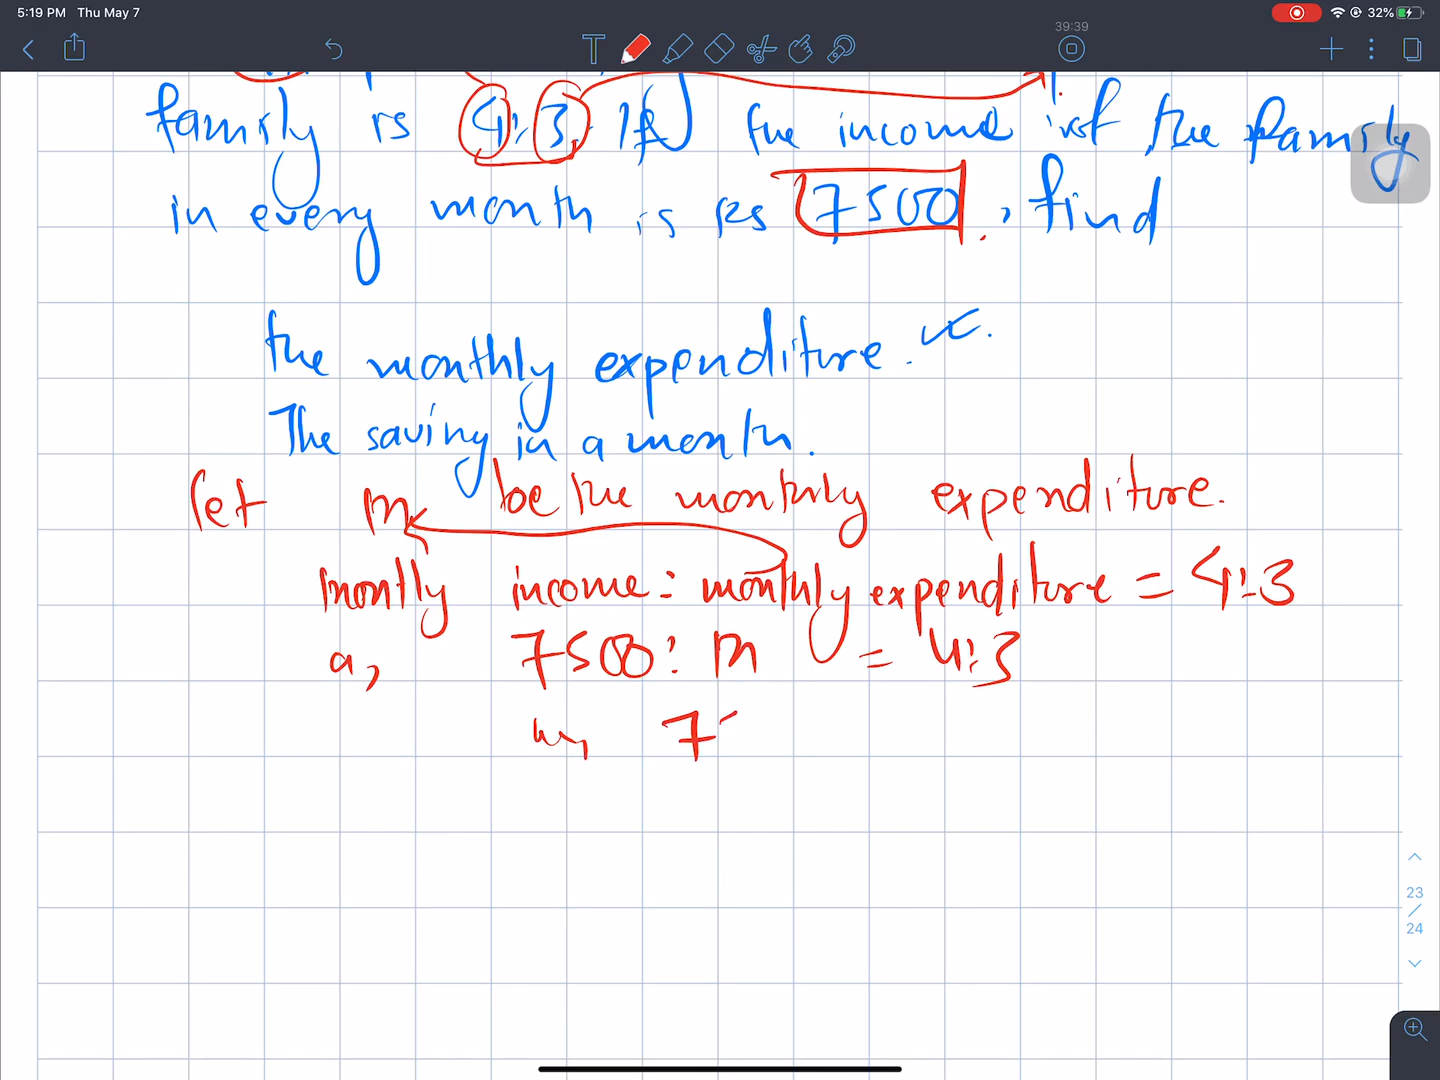 5:19 PM Thu May 7
32%
39:39
family is 4:3. If the income of the family
in every month is Rs 7500, find
the monthly expenditure.
The saving in a month.
let m be the monthly expenditure.
montly income : monthly expenditure = 4:3
a, 7500 : m = 4:3
7
23
/
24